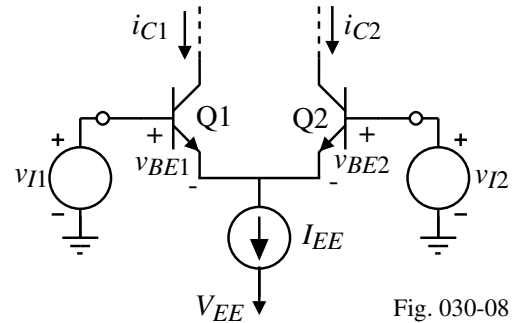 iC1 iC2
Q1 Q2
+ + + +
vBE1 vBE2
vI1 vI2
- - - -
IEE
VEE
Fig. 030-08